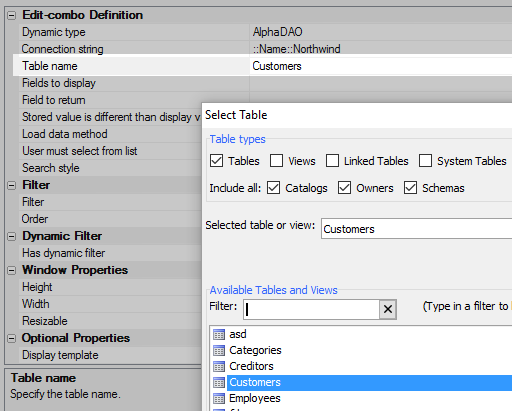 Edit-combo Definition
Dynamic type AlphaDAO
Connection string ::Name::Northwind
Table name Customers
Fields to display
Field to return
Stored value is different than display v
Load data method
User must select from list
Search style
Filter
Filter
Order
Dynamic Filter
Has dynamic filter
Window Properties
Height
Width
Resizable
Optional Properties
Display template
Table name
Specify the table name.
Select Table
Table types
Tables Views Linked Tables System Tables
Include all: Catalogs Owners Schemas
Selected table or view: Customers
Available Tables and Views
Filter: (Type in a filter to
asd
Categories
Creditors
Customers
Employees